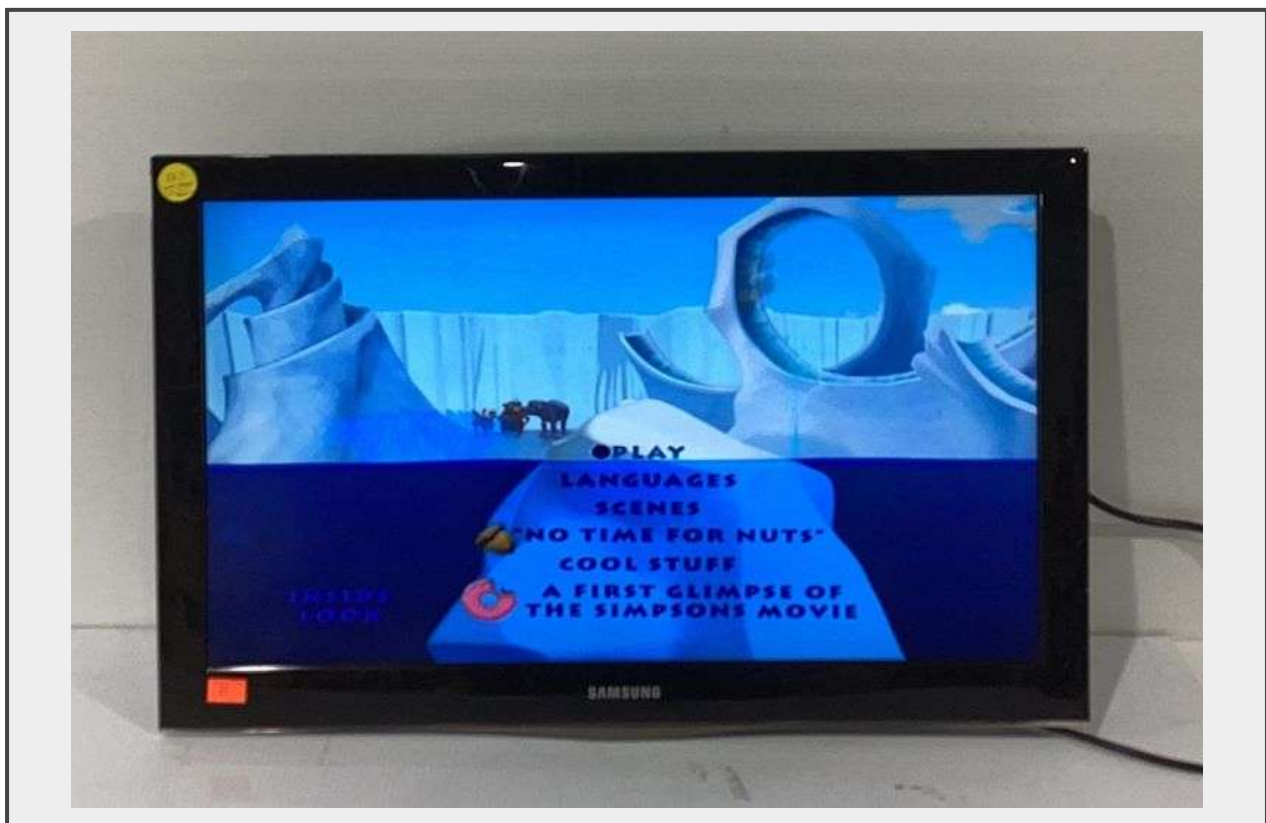 PLAY
LANGUAGES
SCENES
"NO TIME FOR NUTS"
COOL STUFF
A FIRST GLIMPSE OF
THE SIMPSONS MOVIE
INSIDE
LOOK
SAMSUNG